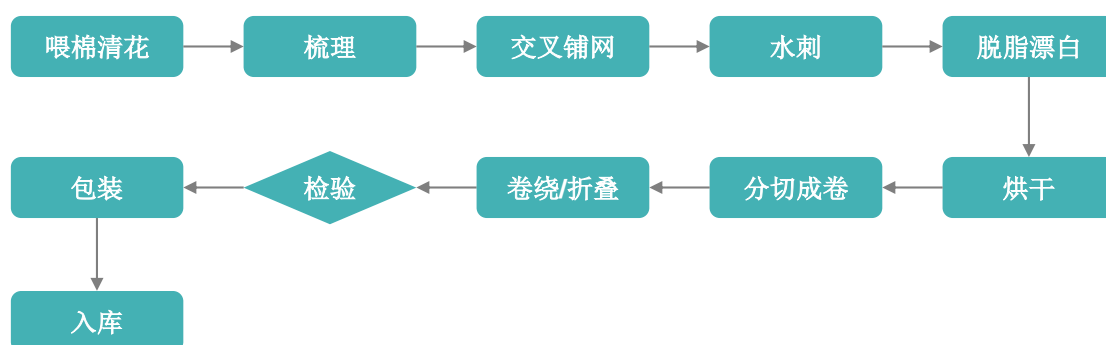 喂棉清花
梳理
交叉铺网
水刺
脱脂漂白
烘干
分切成卷
卷绕/折叠
检验
包装
入库